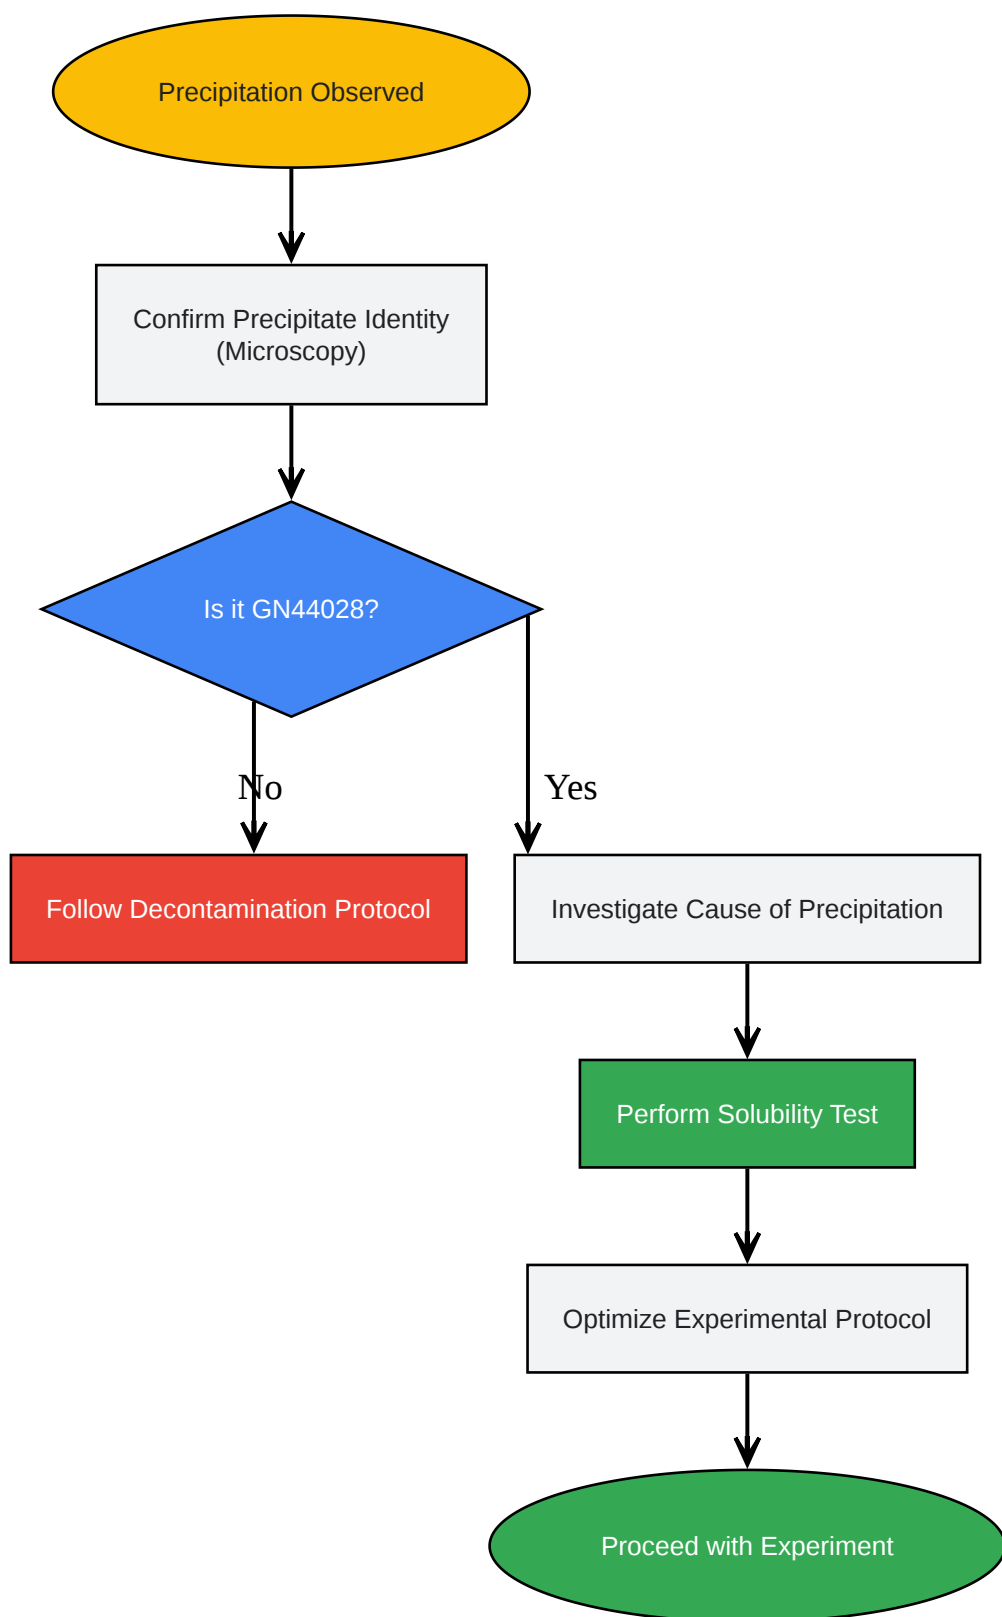 Precipitation Observed
Confirm Precipitate Identity
(Microscopy)
Is it GN44028?
No
Yes
Follow Decontamination Protocol
Investigate Cause of Precipitation
Perform Solubility Test
Optimize Experimental Protocol
Proceed with Experiment